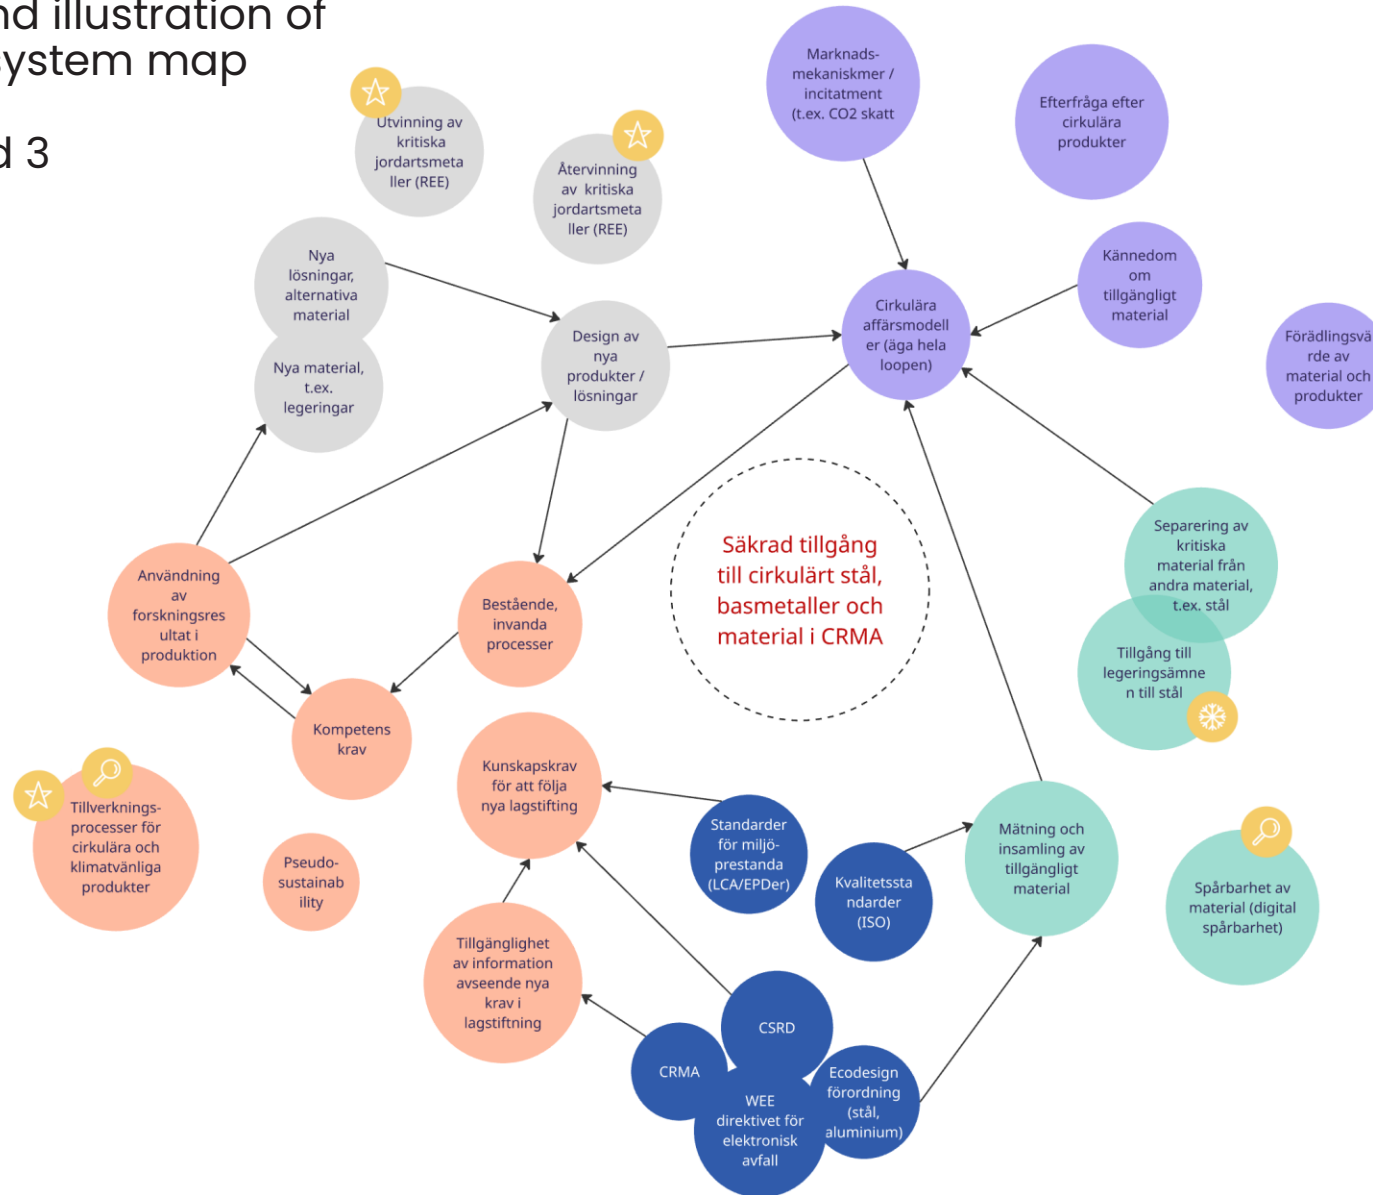 nd illustration of
system map
d 3
Marknads-
mekaniskmer /
incitatment
(t.ex. CO2 skatt
Efterfråga efter
cirkulära
produkter
Utvinning av
kritiska
jordartsmeta
ller (REE)
Återvinning
av kritiska
jordartsmeta
ller (REE)
Nya
lösningar,
alternativa
material
Kännedom
om
tillgängligt
material
Cirkulära
affärsmodell
er (äga hela
loopen)
Design av
nya
produkter /
lösningar
Förädlingsvä
rde av
material och
produkter
Nya material,
t.ex.
legeringar
Säkrad tillgång
till cirkulärt stål,
basmetaller och
material i CRMA
Separering av
kritiska
material från
andra material,
t.ex. stål
Användning
av
forskningsres
ultat i
produktion
Bestående,
invanda
processer
Tillgång till
legeringsämne
n till stål
Kompetens
krav
Kunskapskrav
för att följa
nya lagstifting
Tillverknings-
processer för
cirkulära och
klimatvänliga
produkter
Pseudo-
sustainab
ility
Standarder
för miljö-
prestanda
(LCA/EPDer)
Kvalitetssta
ndarder
(ISO)
Mätning och
insamling av
tillgängligt
material
Spårbarhet av
material (digital
spårbarhet)
Tillgänglighet
av information
avseende nya
krav i
lagstiftning
CSRD
CRMA
WEE
direktivet för
elektronisk
avfall
Ecodesign
förordning
(stål,
aluminium)